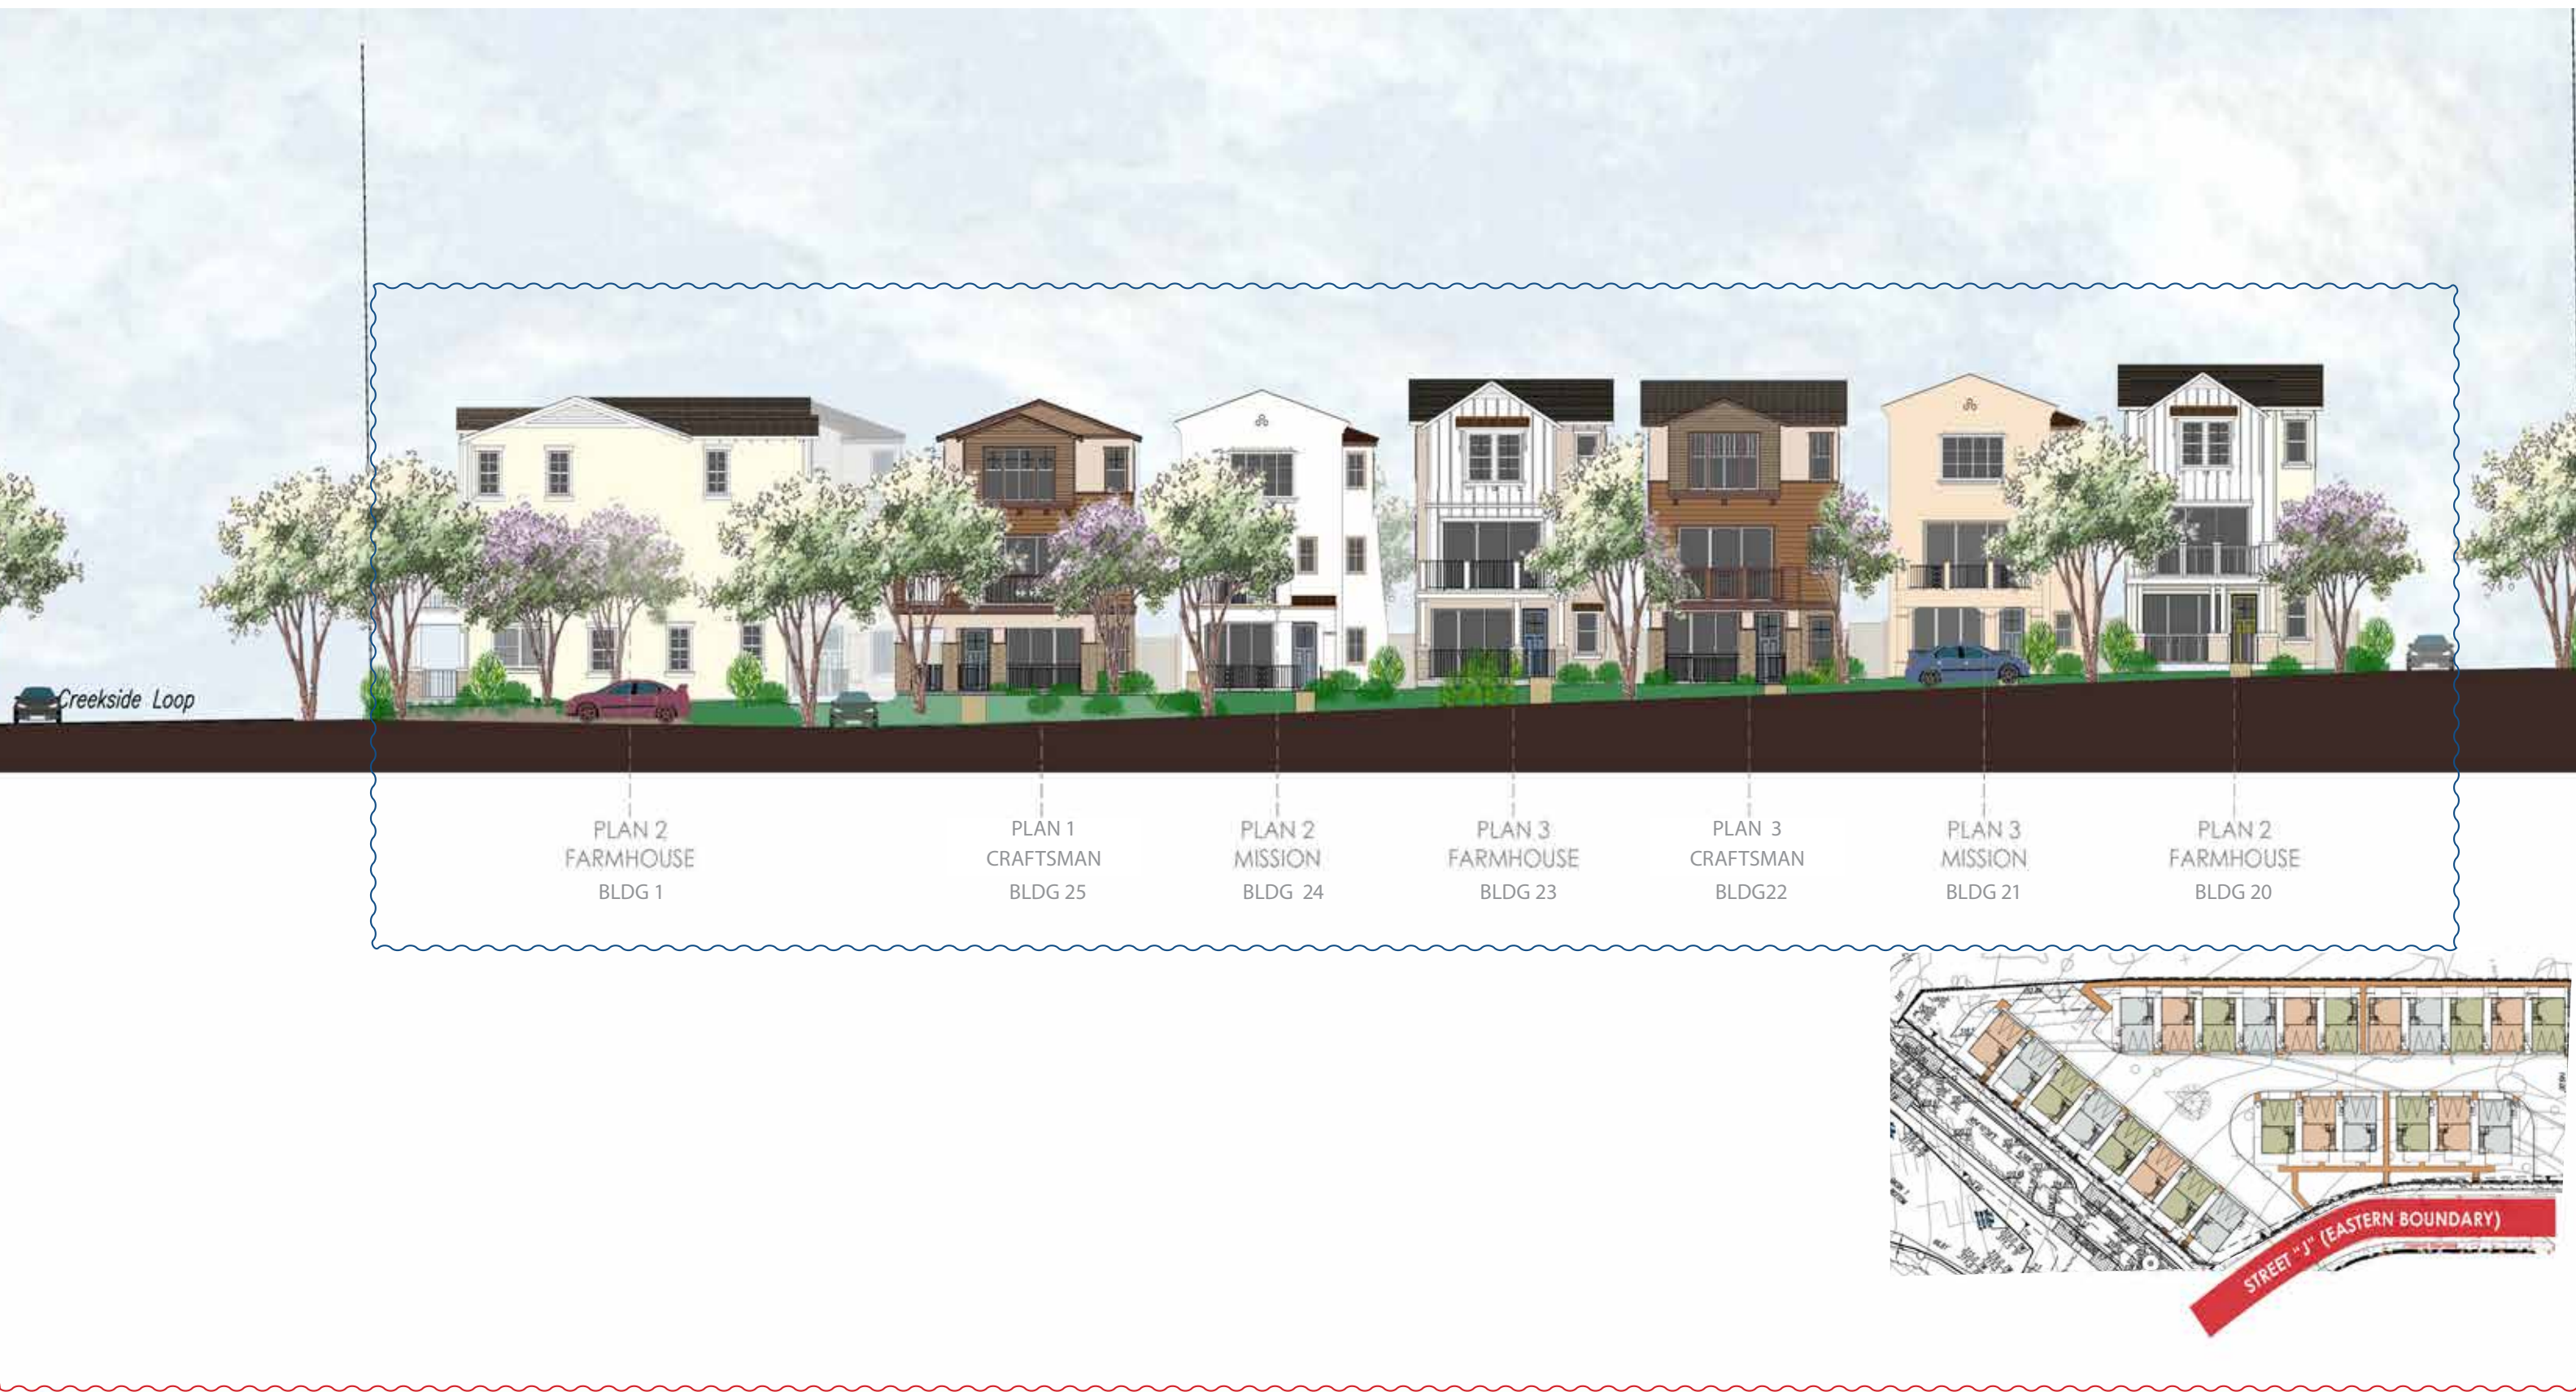 Creekside Loop
PLAN 2
FARMHOUSE
BLDG 1
PLAN 1
CRAFTSMAN
BLDG 25
PLAN 2
MISSION
BLDG 24
PLAN 3
FARMHOUSE
BLDG 23
PLAN 3
CRAFTSMAN
BLDG22
PLAN 3
MISSION
BLDG 21
PLAN 2
FARMHOUSE
BLDG 20
STREET "J" (EASTERN BOUNDARY)